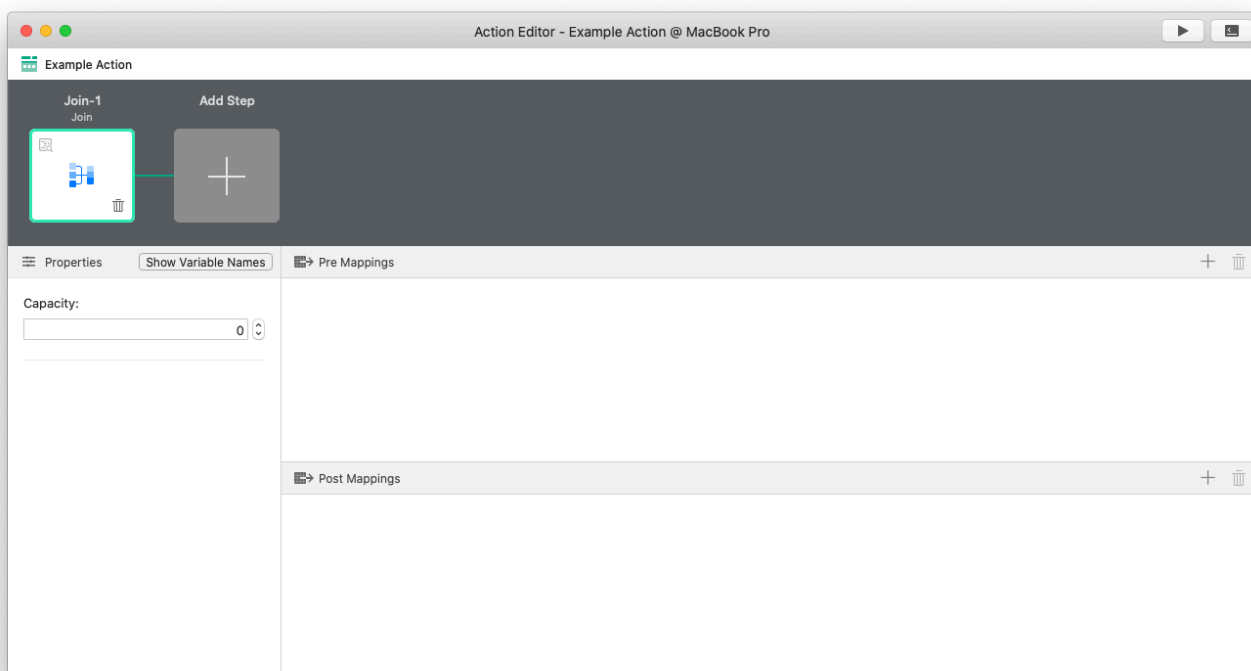 Action Editor - Example Action @ MacBook Pro
Example Action
Join-1
Join
Add Step
Properties
Show Variable Names
Pre Mappings
Capacity:
0
Post Mappings